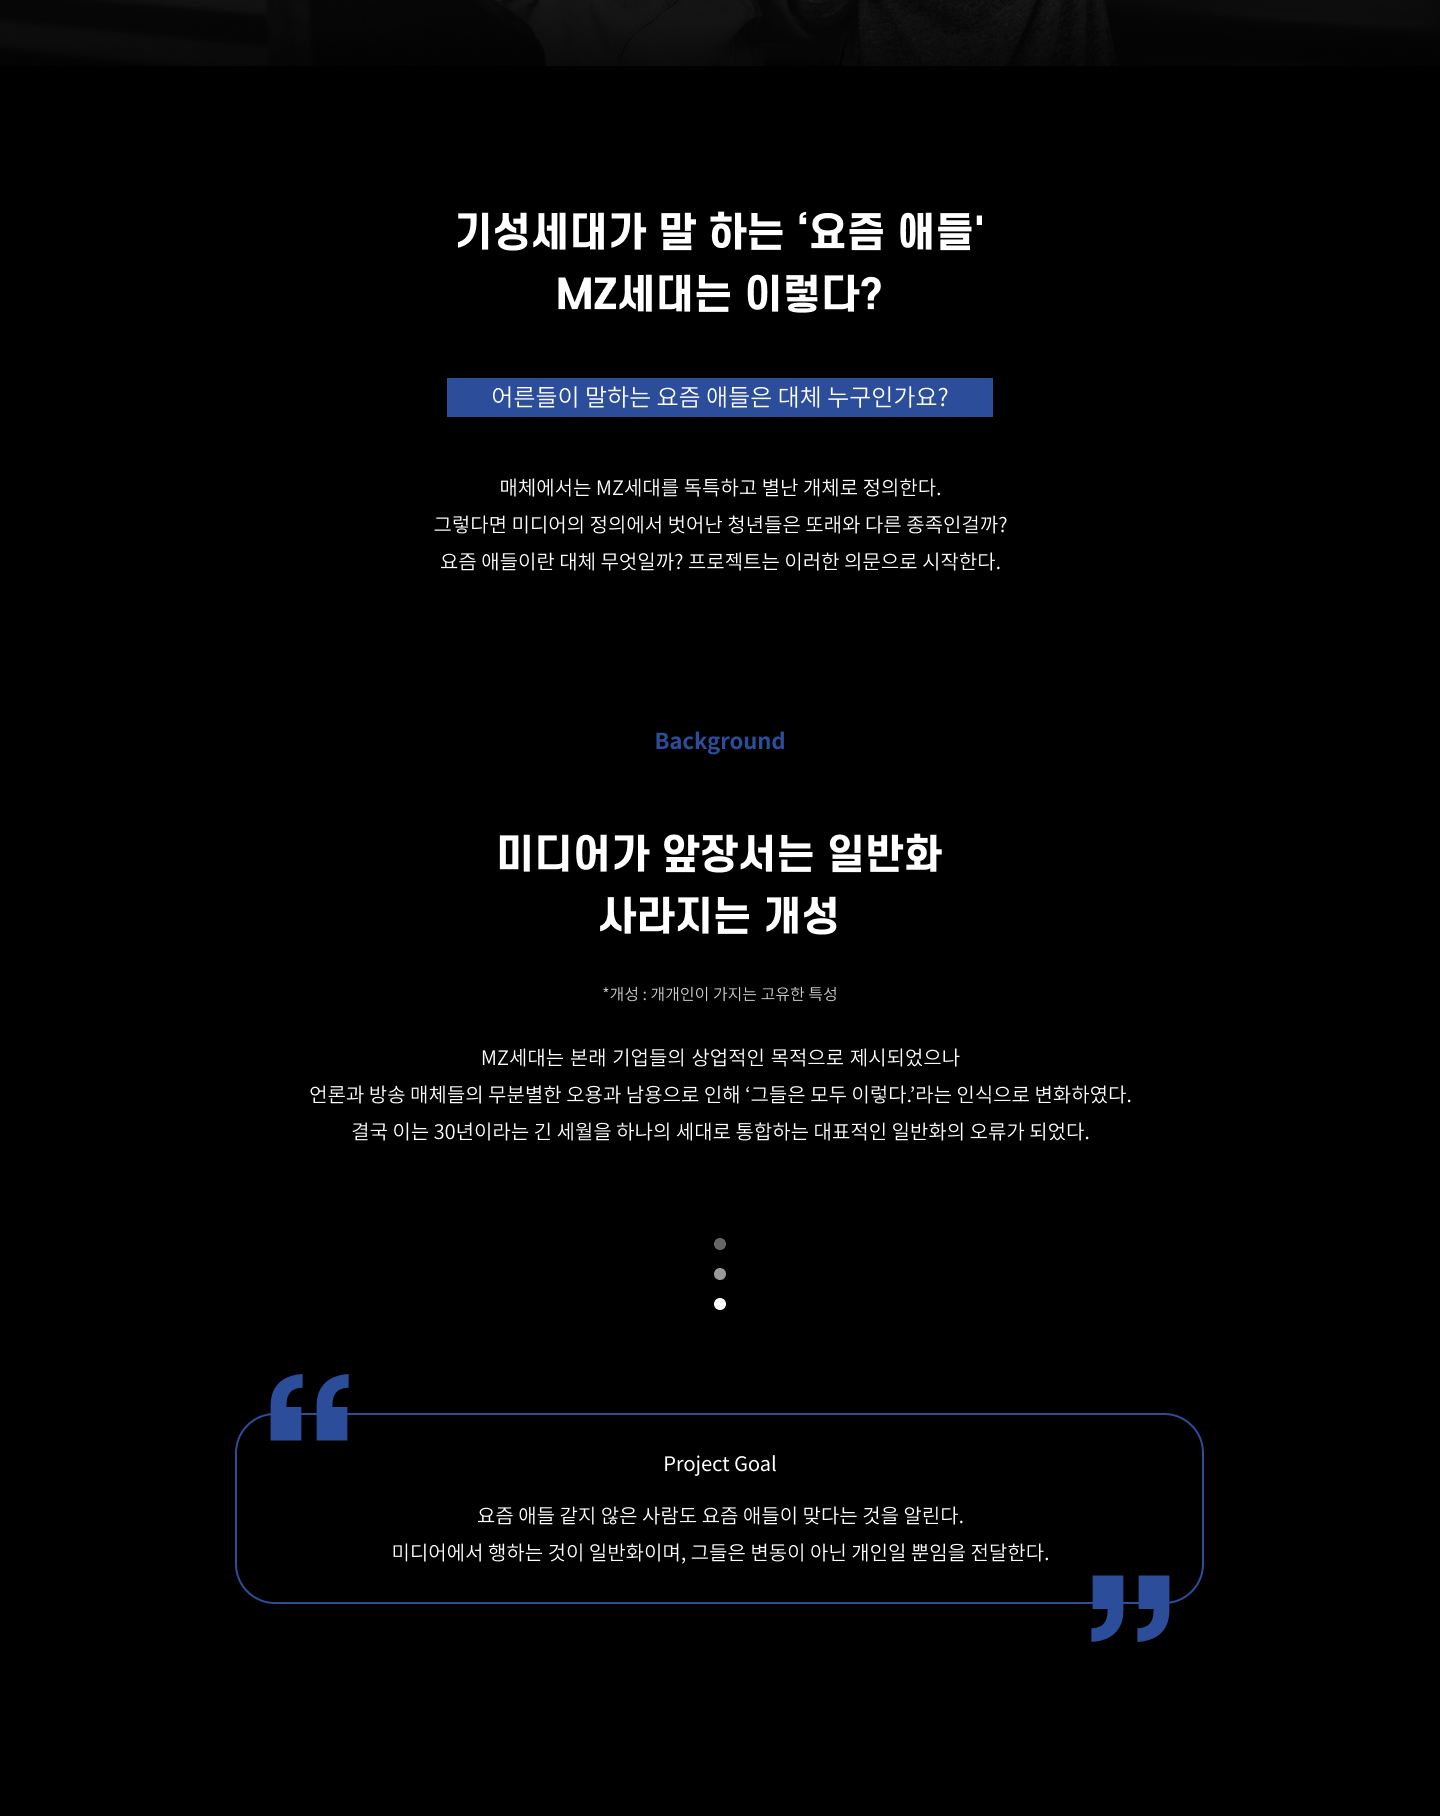 기성세대가 말 하는 ‘요즘 애들'
MZ세대는 이렇다?
어른들이 말하는 요즘 애들은 대체 누구인가요?
매체에서는 MZ세대를 독특하고 별난 개체로 정의한다.
그렇다면 미디어의 정의에서 벗어난 청년들은 또래와 다른 종족인걸까?
요즘 애들이란 대체 무엇일까? 프로젝트는 이러한 의문으로 시작한다.
Background
미디어가 앞장서는 일반화
사라지는 개성
*개성 : 개개인이 가지는 고유한 특성
MZ세대는 본래 기업들의 상업적인 목적으로 제시되었으나
언론과 방송 매체들의 무분별한 오용과 남용으로 인해 ‘그들은 모두 이렇다.’라는 인식으로 변화하였다.
결국 이는 30년이라는 긴 세월을 하나의 세대로 통합하는 대표적인 일반화의 오류가 되었다.
“
Project Goal
요즘 애들 같지 않은 사람도 요즘 애들이 맞다는 것을 알린다.
미디어에서 행하는 것이 일반화이며, 그들은 변동이 아닌 개인일 뿐임을 전달한다.
”